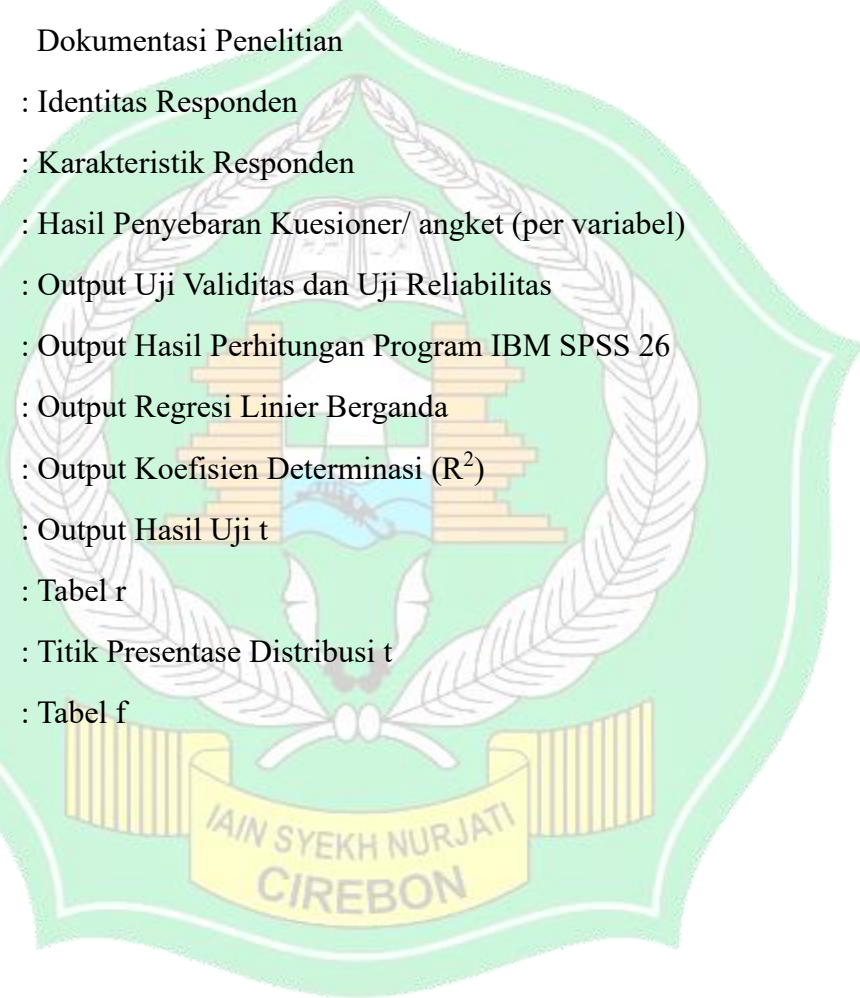 Dokumentasi Penelitian
: Identitas Responden
: Karakteristik Responden
: Hasil Penyebaran Kuesioner/ angket (per variabel)
: Output Uji Validitas dan Uji Reliabilitas
: Output Hasil Perhitungan Program IBM SPSS 26
: Output Regresi Linier Berganda
: Output Koefisien Determinasi (R²)
: Output Hasil Uji t
: Tabel r
: Titik Presentase Distribusi t
: Tabel f
IAIN SYEKH NURJATI
CIREBON